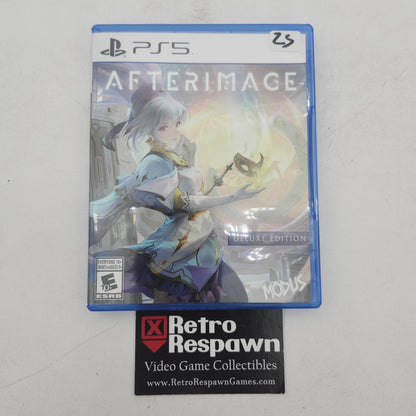 PS5
25
AFTERIMAGE
DELUXE EDITION
EVERYONE 10+
E
ESRB
MODUS
Retro
Respawn
Video Game Collectibles
www.RetroRespawnGames.com